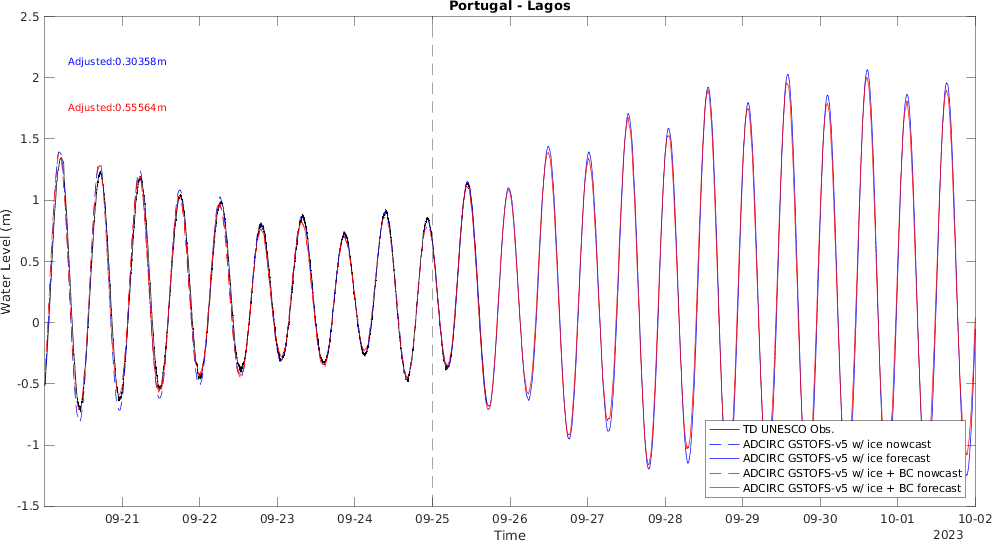 Portugal - Lagos
2.5
2
1.5
1
0.5
0
-0.5
-1
-1.5
Water Level (m)
Adjusted:0.30358m
Adjusted:0.55564m
TD UNESCO Obs.
ADCIRC GSTOFS-v5 w/ ice nowcast
ADCIRC GSTOFS-v5 w/ ice forecast
ADCIRC GSTOFS-v5 w/ ice + BC nowcast
ADCIRC GSTOFS-v5 w/ ice + BC forecast
09-21 09-22 09-23 09-24 09-25 09-26 09-27 09-28 09-29 09-30 10-01 10-02
Time
2023